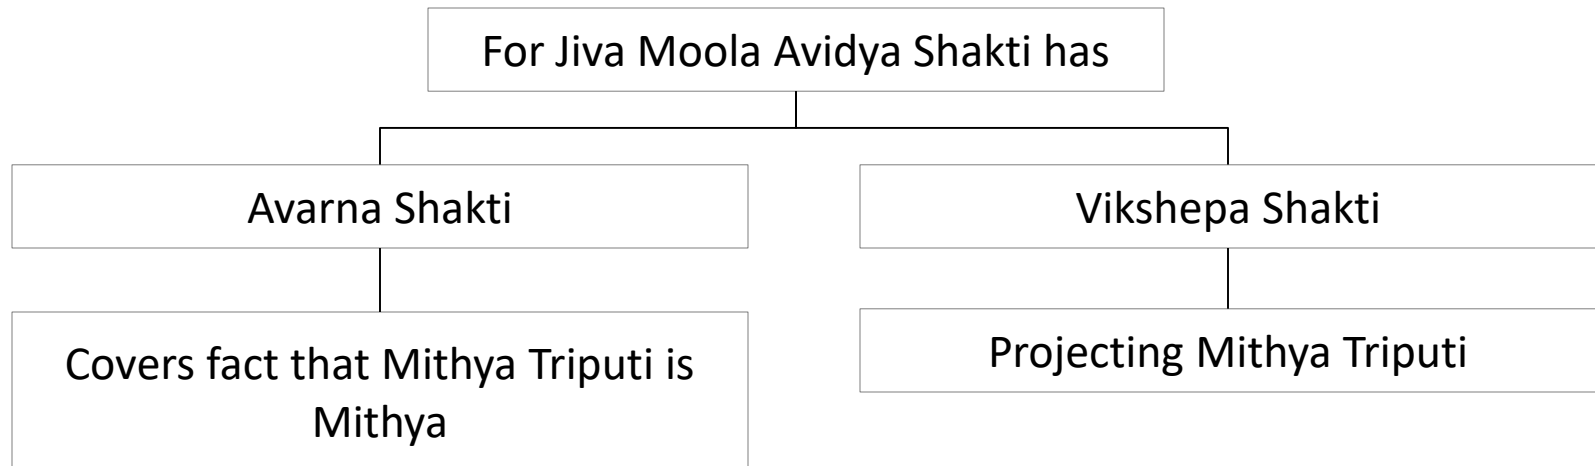 For Jiva Moola Avidya Shakti has
Avarna Shakti
Vikshepa Shakti
Covers fact that Mithya Triputi is
Mithya
Projecting Mithya Triputi